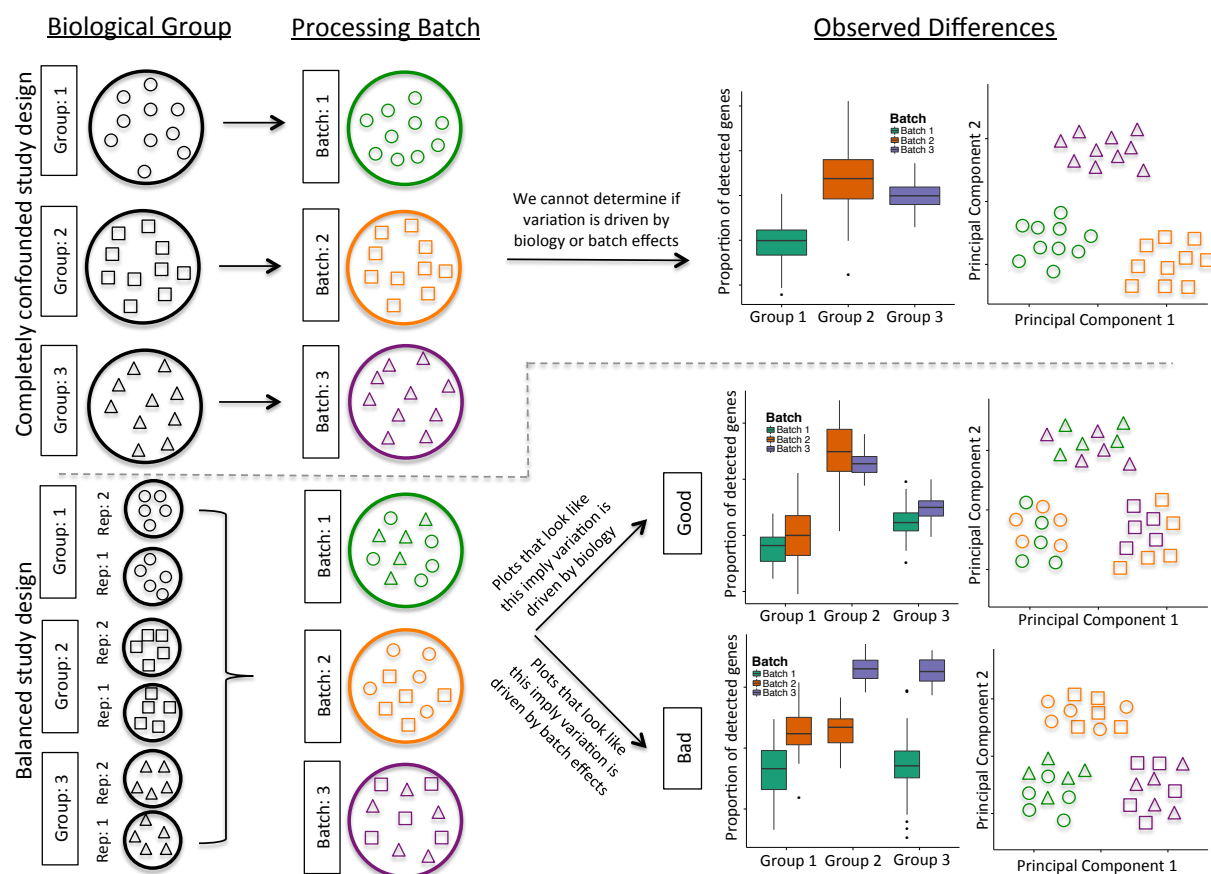 Biological Group
Processing Batch
Observed Differences
Completely confounded study design
Group: 1
Batch: 1
Group: 2
Batch: 2
Group: 3
Batch: 3
We cannot determine if
variation is driven by
biology or batch effects
Proportion of detected genes
Batch
Batch 1
Batch 2
Batch 3
Group 1
Group 2
Group 3
Principal Component 2
Principal Component 1
Balanced study design
Group: 1
Rep: 2
Rep: 1
Group: 2
Rep: 2
Rep: 1
Group: 3
Rep: 2
Rep: 1
Batch: 1
Batch: 2
Batch: 3
Plots that look like
this imply variation is
driven by biology
Good
Proportion of detected genes
Batch
Batch 1
Batch 2
Batch 3
Group 1
Group 2
Group 3
Principal Component 2
Principal Component 1
Plots that look like
this imply variation is
driven by batch effects
Bad
Proportion of detected genes
Batch
Batch 1
Batch 2
Batch 3
Group 1
Group 2
Group 3
Principal Component 2
Principal Component 1